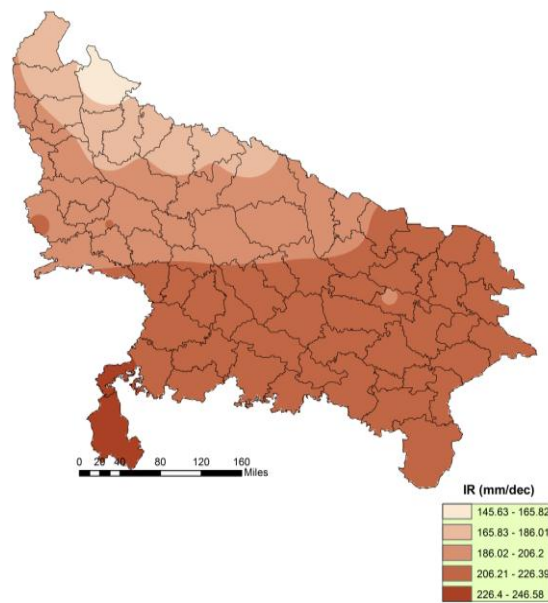 0 20 40 80 120 160
Miles
IR (mm/dec)
145.63 - 165.82
165.83 - 186.01
186.02 - 206.2
206.21 - 226.39
226.4 - 246.58